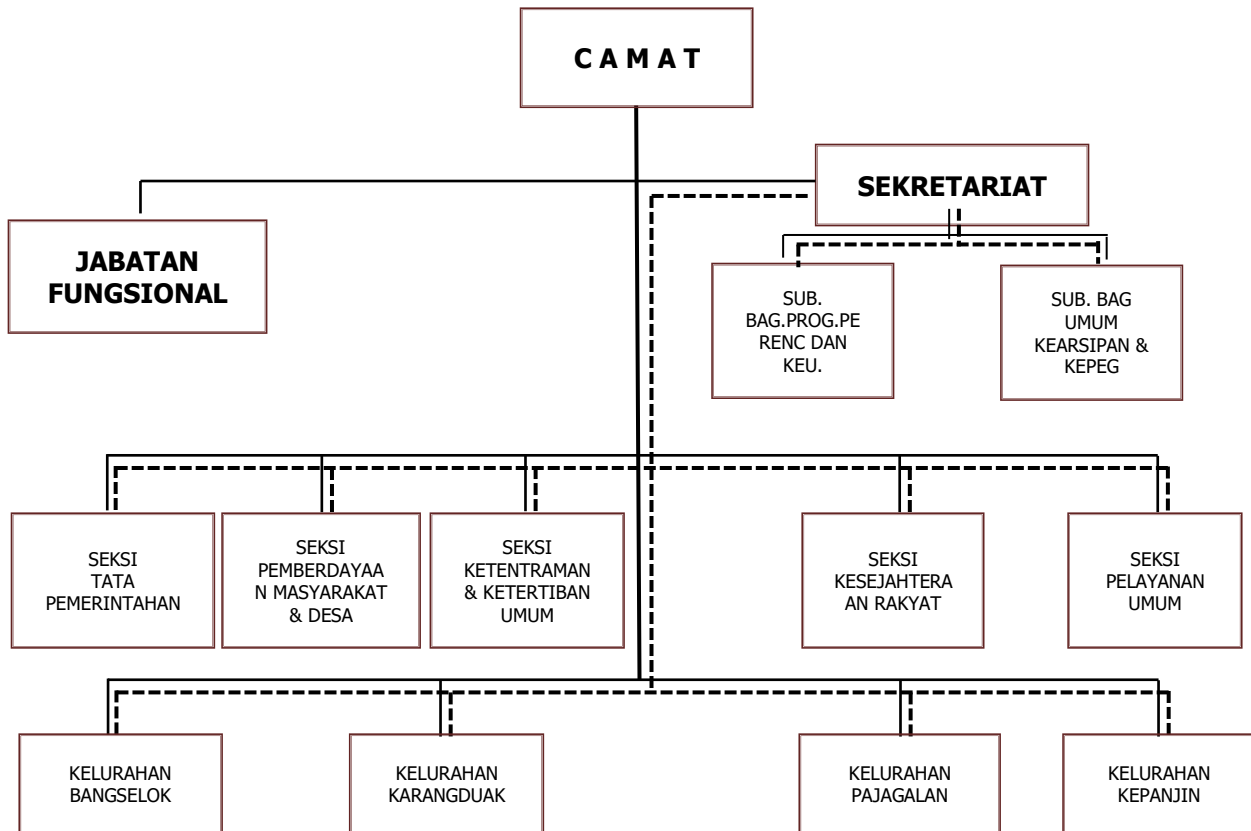 C A M A T
SEKRETARIAT
JABATAN
FUNGSIONAL
SUB.
BAG.PROG.PE
RENC DAN
KEU.
SUB. BAG
UMUM
KEARSIPAN &
KEPEG
SEKSI
TATA
PEMERINTAHAN
SEKSI
PEMBERDAYAA
N MASYARAKAT
& DESA
SEKSI
KETENTRAMAN
& KETERTIBAN
UMUM
SEKSI
KESEJAHTERA
AN RAKYAT
SEKSI
PELAYANAN
UMUM
KELURAHAN
BANGSELOK
KELURAHAN
KARANGDUAK
KELURAHAN
PAJAGALAN
KELURAHAN
KEPANJIN